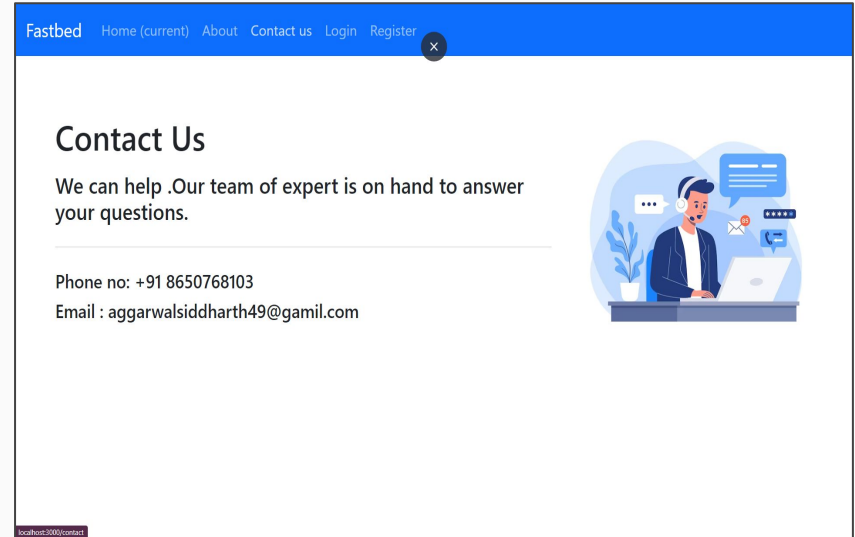 Fastbed Home (current) About Contact us Login Register
Contact Us
We can help .Our team of expert is on hand to answer
your questions.
Phone no: +91 8650768103
Email : aggarwalsiddharth49@gamil.com
85
localhost:3000/contact